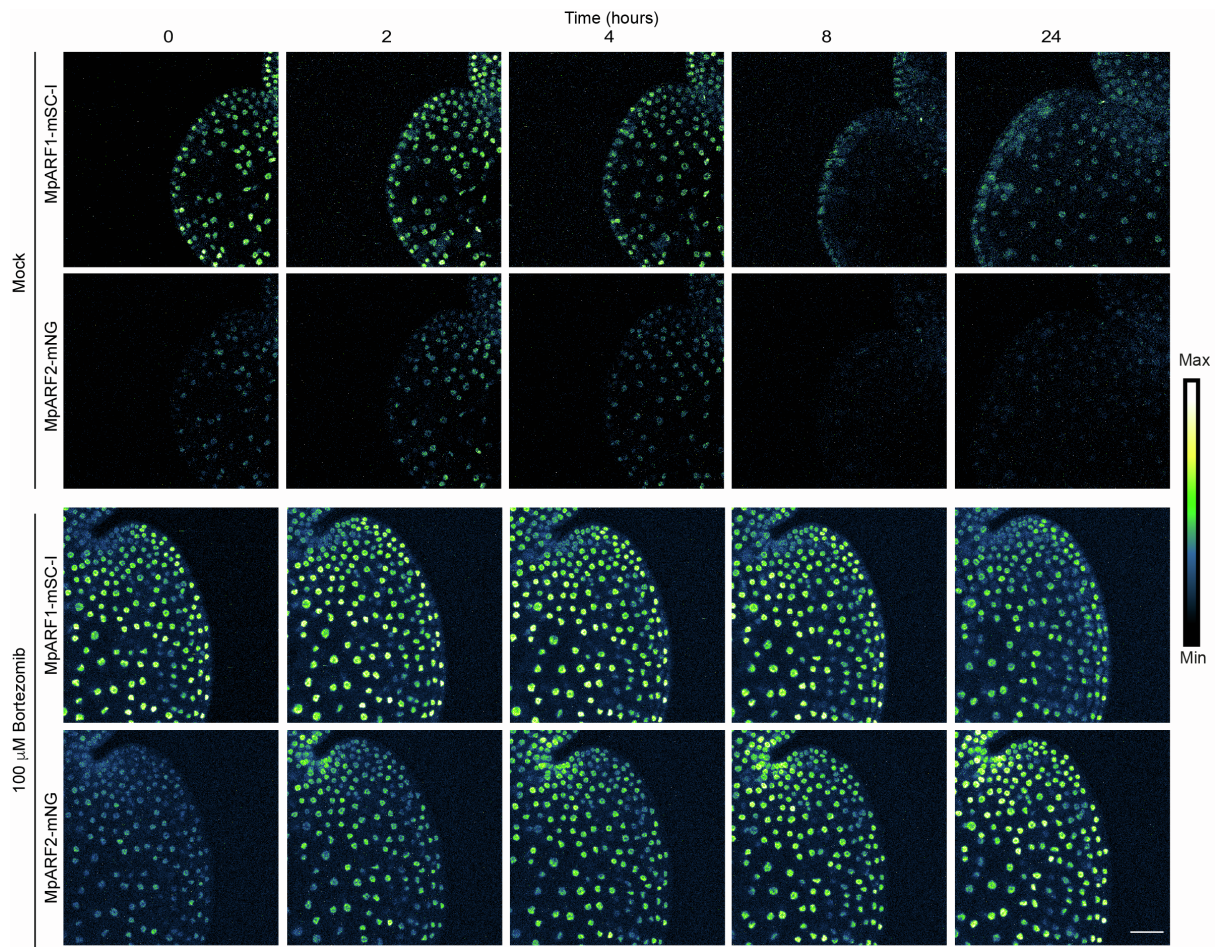 Time (hours)
0 2 4 8 24
Mock
MpARF1-mSC-I
MpARF2-mNG
Max
Min
100 µM Bortezomib
MpARF1-mSC-I
MpARF2-mNG